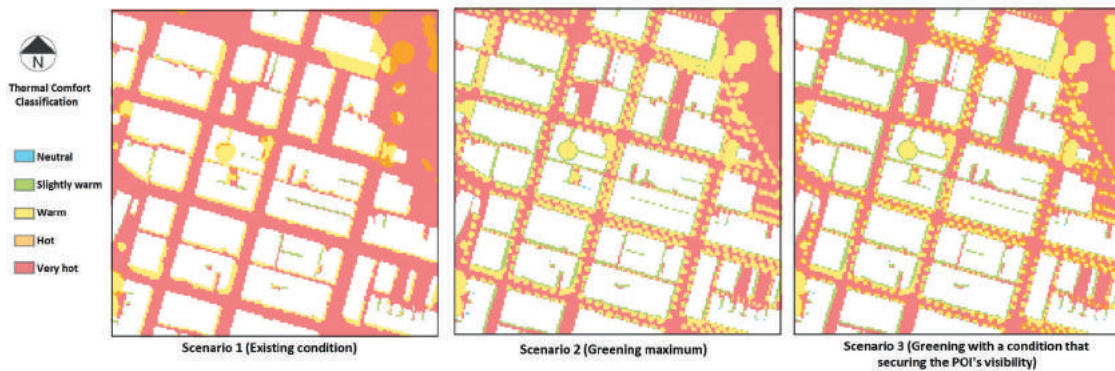 N
Thermal Comfort
Classification
Neutral
Slightly warm
Warm
Hot
Very hot
Scenario 1 (Existing condition)
Scenario 2 (Greening maximum)
Scenario 3 (Greening with a condition that
securing the POI's visibility)